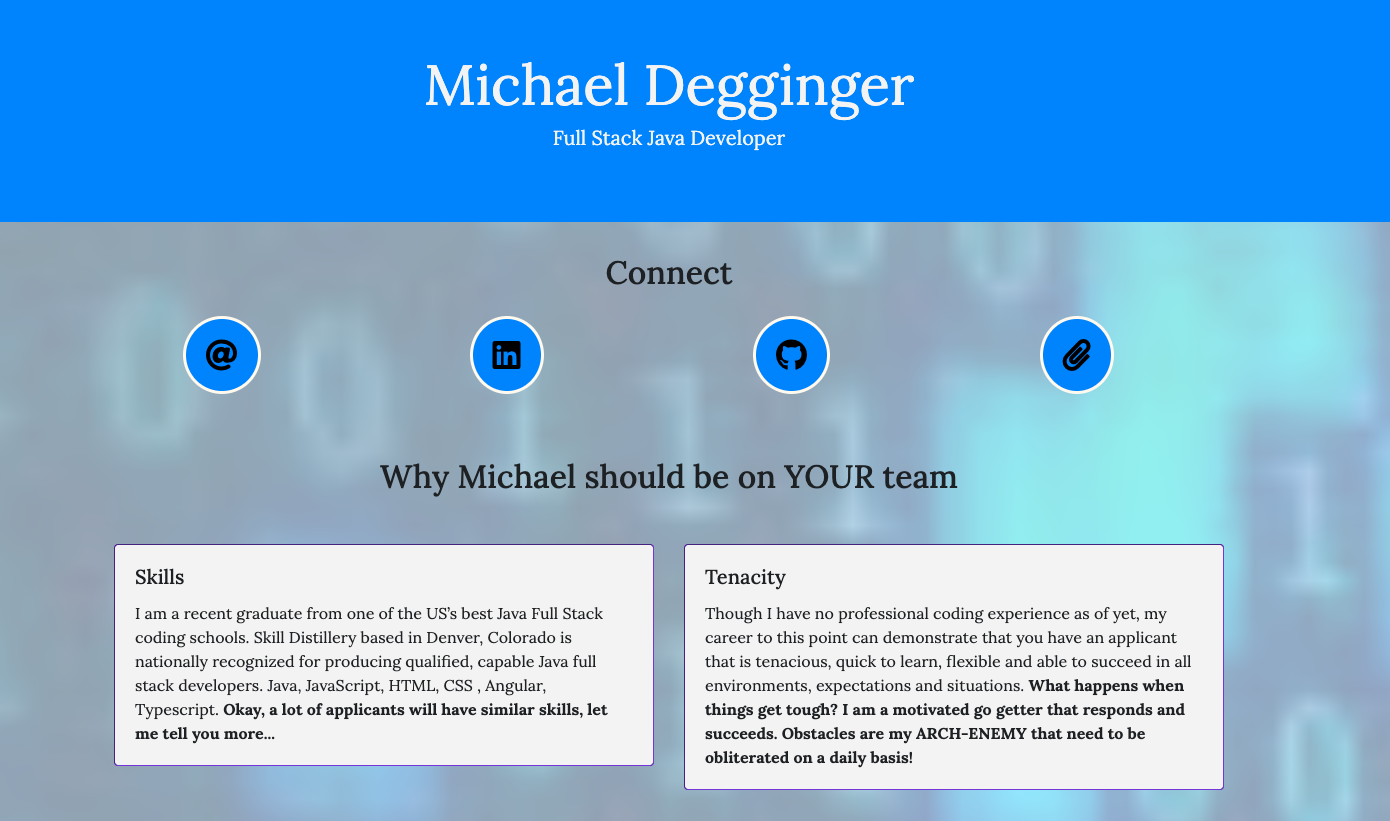 Michael Degginger
Full Stack Java Developer
Connect
Why Michael should be on YOUR team
Skills
I am a recent graduate from one of the US's best Java Full Stack
coding schools. Skill Distillery based in Denver, Colorado is
nationally recognized for producing qualified, capable Java full
stack developers. Java, JavaScript, HTML, CSS , Angular,
Typescript. Okay, a lot of applicants will have similar skills, let
me tell you more...
Tenacity
Though I have no professional coding experience as of yet, my
career to this point can demonstrate that you have an applicant
that is tenacious, quick to learn, flexible and able to succeed in all
environments, expectations and situations. What happens when
things get tough? I am a motivated go getter that responds and
succeeds. Obstacles are my ARCH-ENEMY that need to be
obliterated on a daily basis!